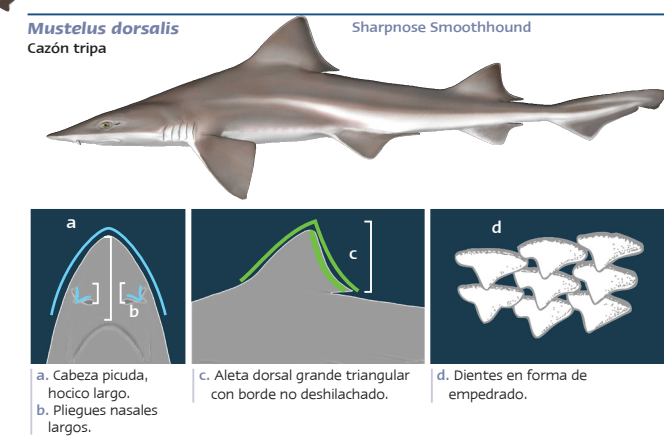 Mustelus dorsalis
Sharpnose Smoothhound
Cazón tripa
a
b
c
d
a. Cabeza picuda,
hocico largo.
b. Pliegues nasales
largos.
c. Aleta dorsal grande triangular
con borde no deshilachado.
d. Dientes en forma de
empedrado.